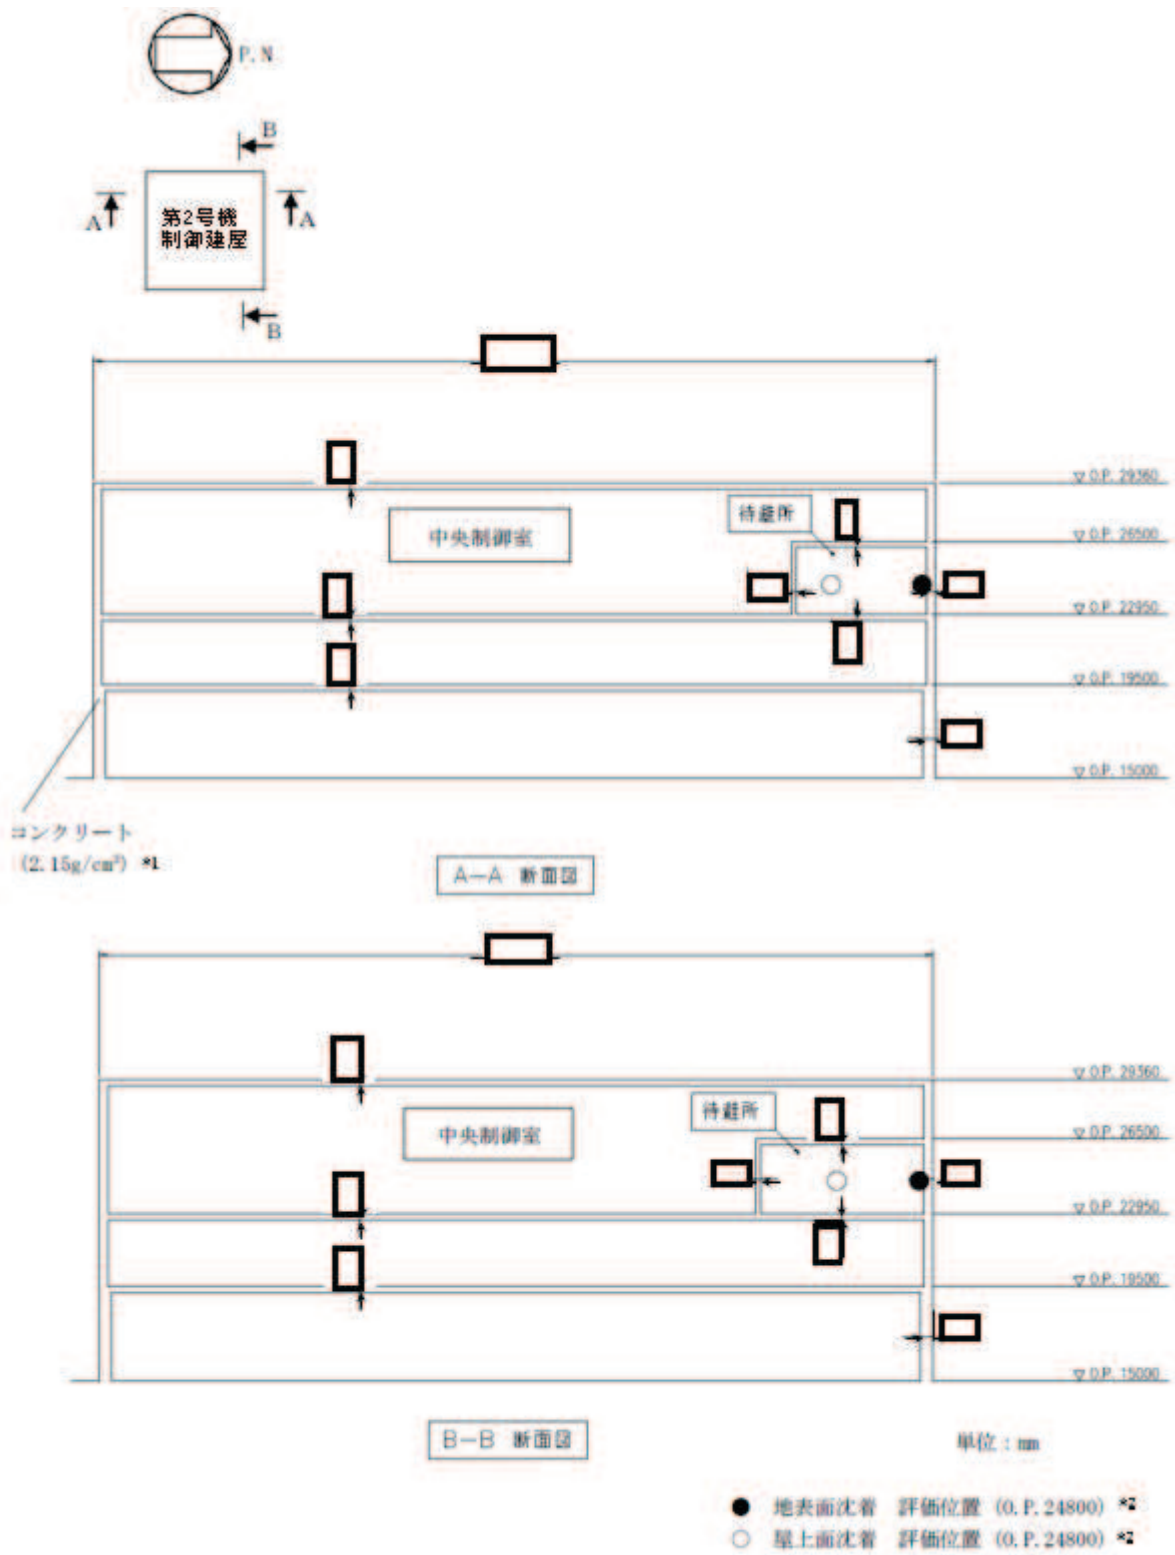 P.N
B
A
第2号機
制御建屋
A
B
▽ O.P. 29360
待避所
中央制御室
▽ O.P. 26500
▽ O.P. 22950
▽ O.P. 19500
▽ O.P. 15000
コンクリート
(2.15g/cm³) *1
A—A 断面図
▽ O.P. 29360
待避所
中央制御室
▽ O.P. 26500
▽ O.P. 22950
▽ O.P. 19500
▽ O.P. 15000
B—B 断面図
単位:mm
● 地表面沈着 評価位置 (O.P.24800) *2
○ 屋上面沈着 評価位置 (O.P.24800) *2